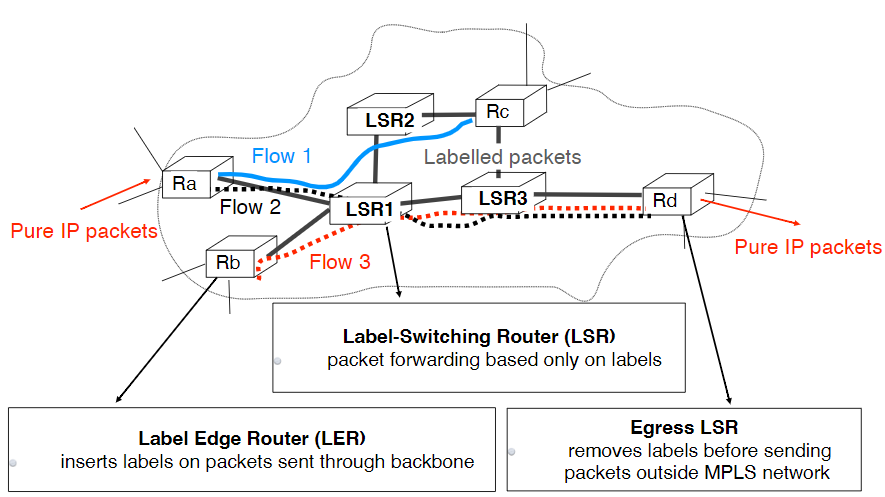 LSR2
Rc
Flow 1
Labelled packets
Ra
Flow 2
LSR1
LSR3
Rd
Pure IP packets
Pure IP packets
Rb
Flow 3
Label-Switching Router (LSR)
packet forwarding based only on labels
Label Edge Router (LER)
inserts labels on packets sent through backbone
Egress LSR
removes labels before sending
packets outside MPLS network